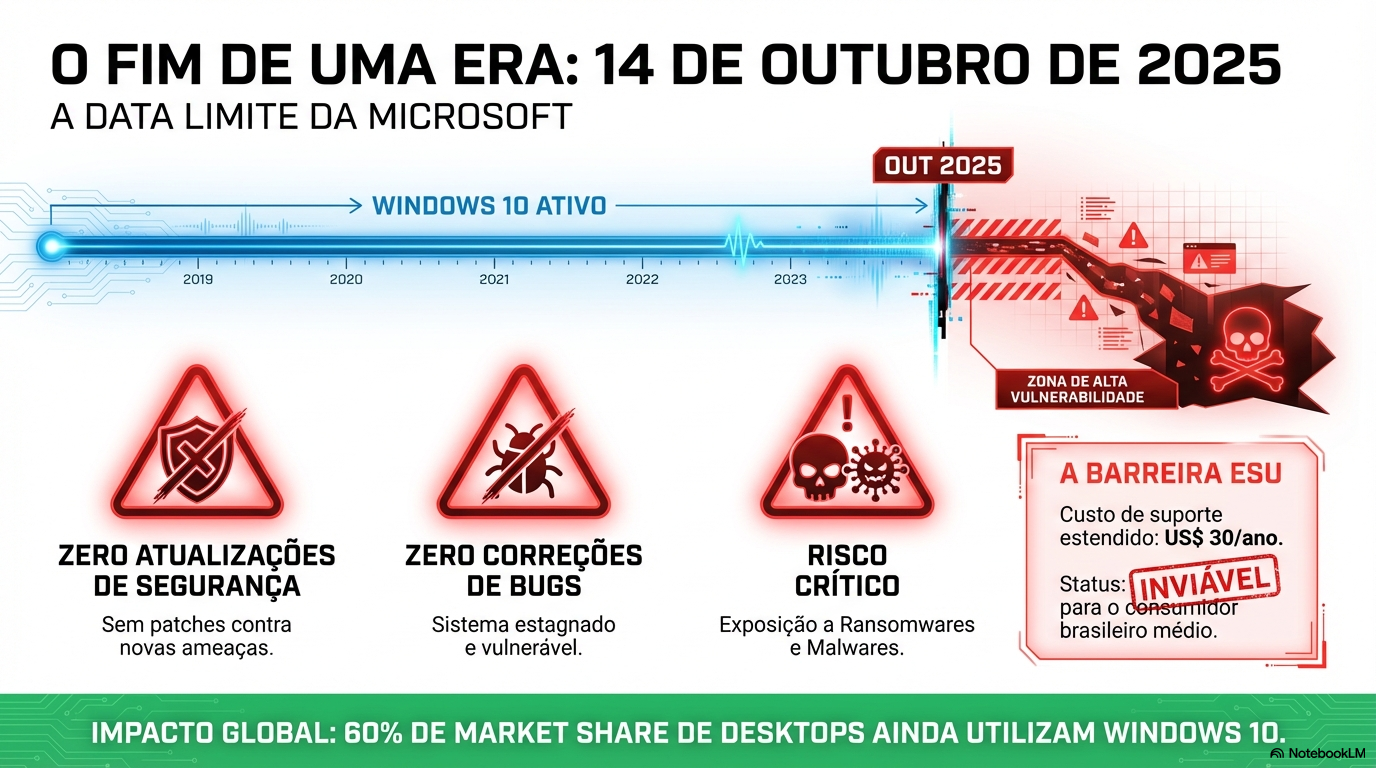 O FIM DE UMA ERA: 14 DE OUTUBRO DE 2025
A DATA LIMITE DA MICROSOFT
OUT 2025
WINDOWS 10 ATIVO
2019
2020
2021
2022
2023
ZONA DE ALTA
VULNERABILIDADE
ZERO ATUALIZAÇÕES
DE SEGURANÇA
Sem patches contra
novas ameaças.
ZERO CORREÇÕES
DE BUGS
Sistema estagnado
e vulnerável.
RISCO
CRÍTICO
Exposição a Ransomwares
e Malwares.
A BARREIRA ESU
Custo de suporte
estendido: US$ 30/ano.
Status: INVIÁVEL
para o consumidor
brasileiro médio.
IMPACTO GLOBAL: 60% DE MARKET SHARE DE DESKTOPS AINDA UTILIZAM WINDOWS 10.
NotebookLM